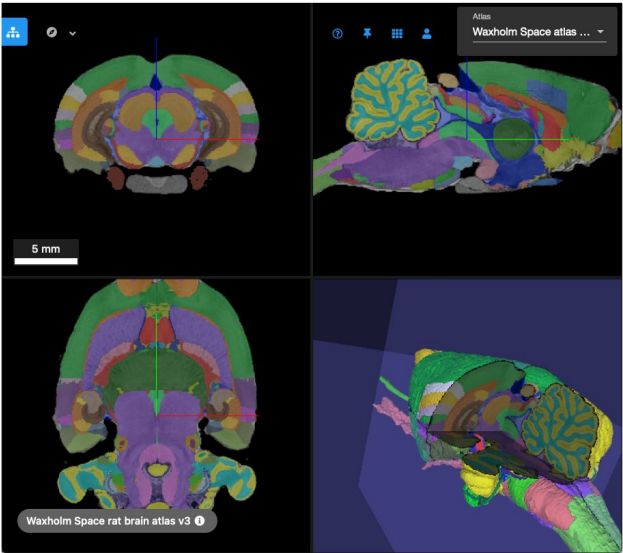 Atlas
Waxholm Space atlas ...
5 mm
Waxholm Space rat brain atlas v3